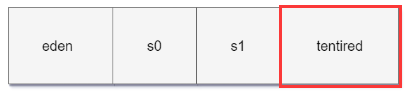 eden s0 s1 tentired